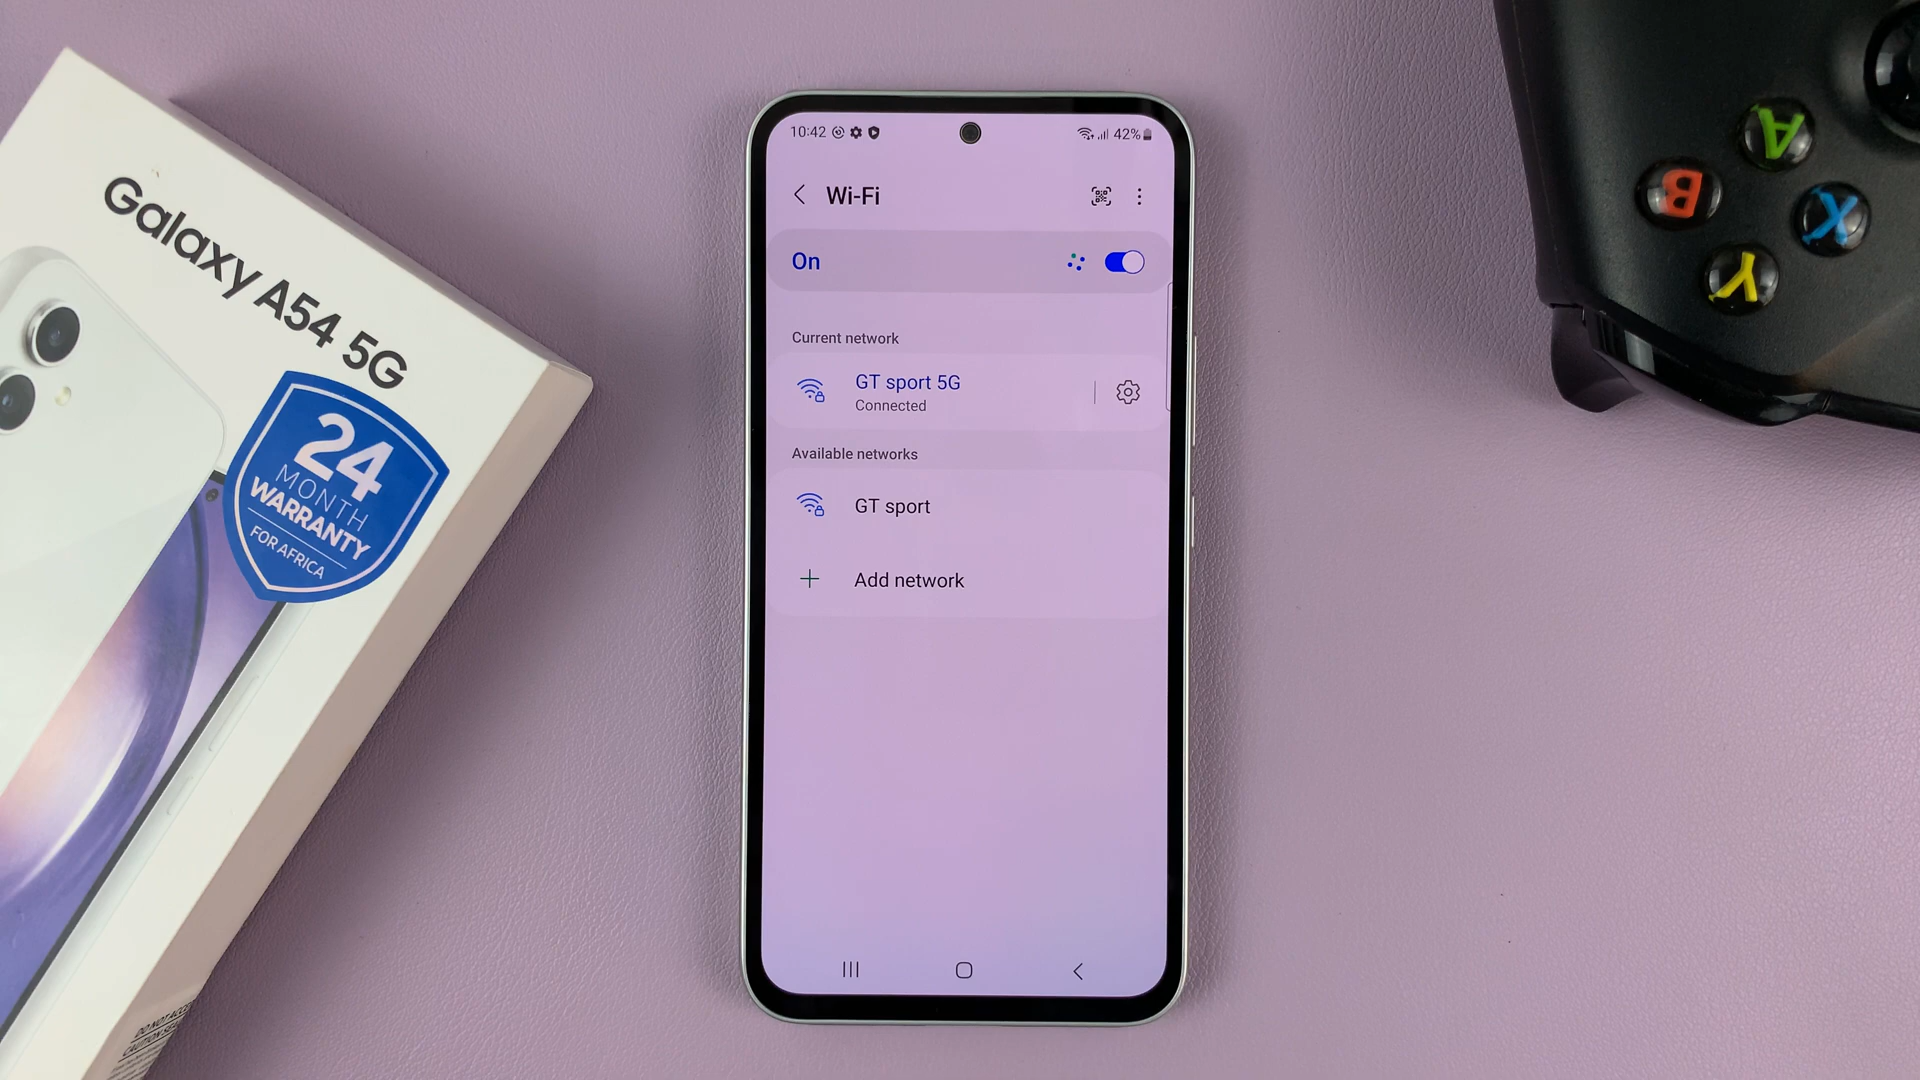 Galaxy A54 5G
24
MONTH
WARRANTY
FOR AFRICA
10:42
42%
Wi-Fi
On
Current network
GT sport 5G
Connected
Available networks
GT sport
Add network
A
B
X
Y